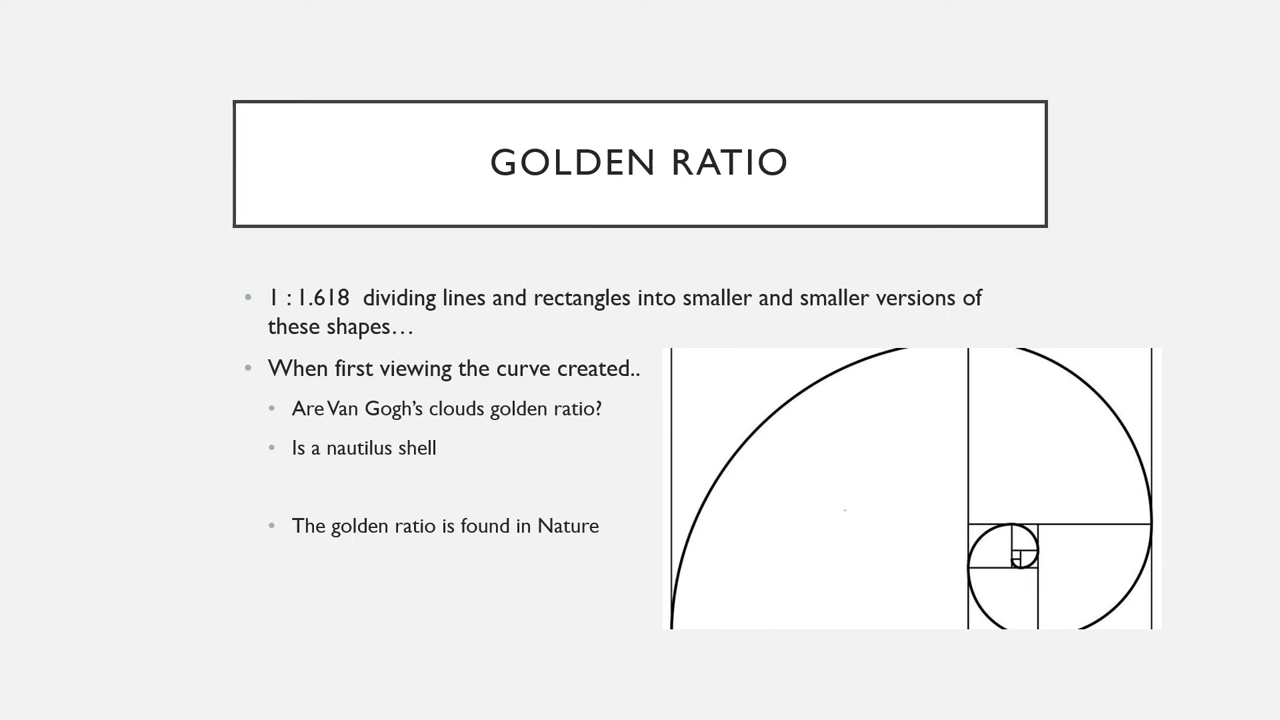 GOLDEN RATIO
• 1 : 1.618 dividing lines and rectangles into smaller and smaller versions of
these shapes…
• When first viewing the curve created..
• Are Van Gogh's clouds golden ratio?
• Is a nautilus shell
• The golden ratio is found in Nature